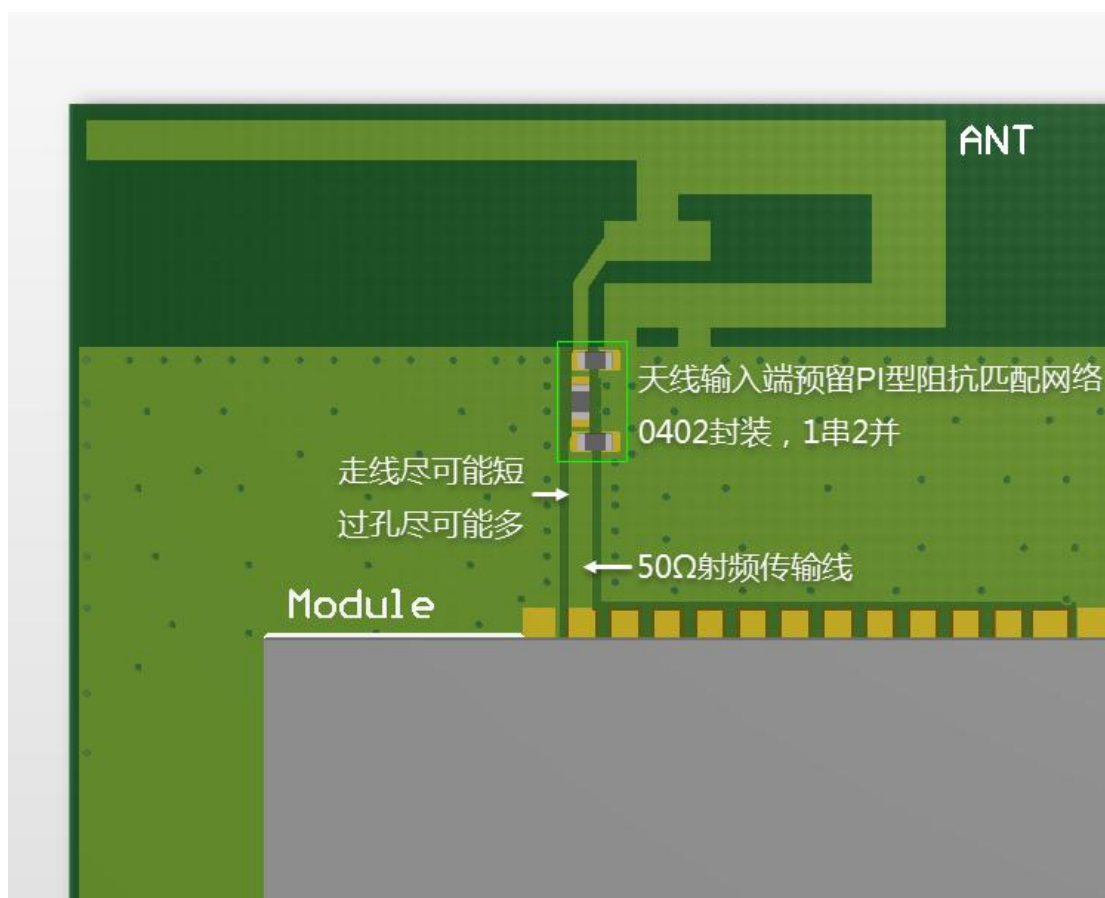 ANT
天线输入端预留PI型阻抗匹配网络
0402封装，1串2并
走线尽可能短
过孔尽可能多
50Ω射频传输线
Module